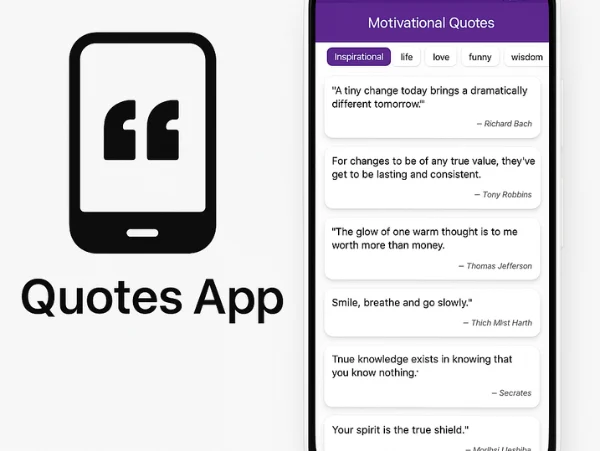 Quotes App
Motivational Quotes
Inspirational
life
love
funny
wisdom
"A tiny change today brings a dramatically
different tomorrow."
– Richard Bach
For changes to be of any true value, they've
get to be lasting and consistent.
– Tony Robbins
"The glow of one warm thought is to me
worth more than money.
– Thomas Jefferson
Smile, breathe and go slowly."
– Thich Mlst Harth
True knowledge exists in knowing that
you know nothing.
– Secrates
Your spirit is the true shield."